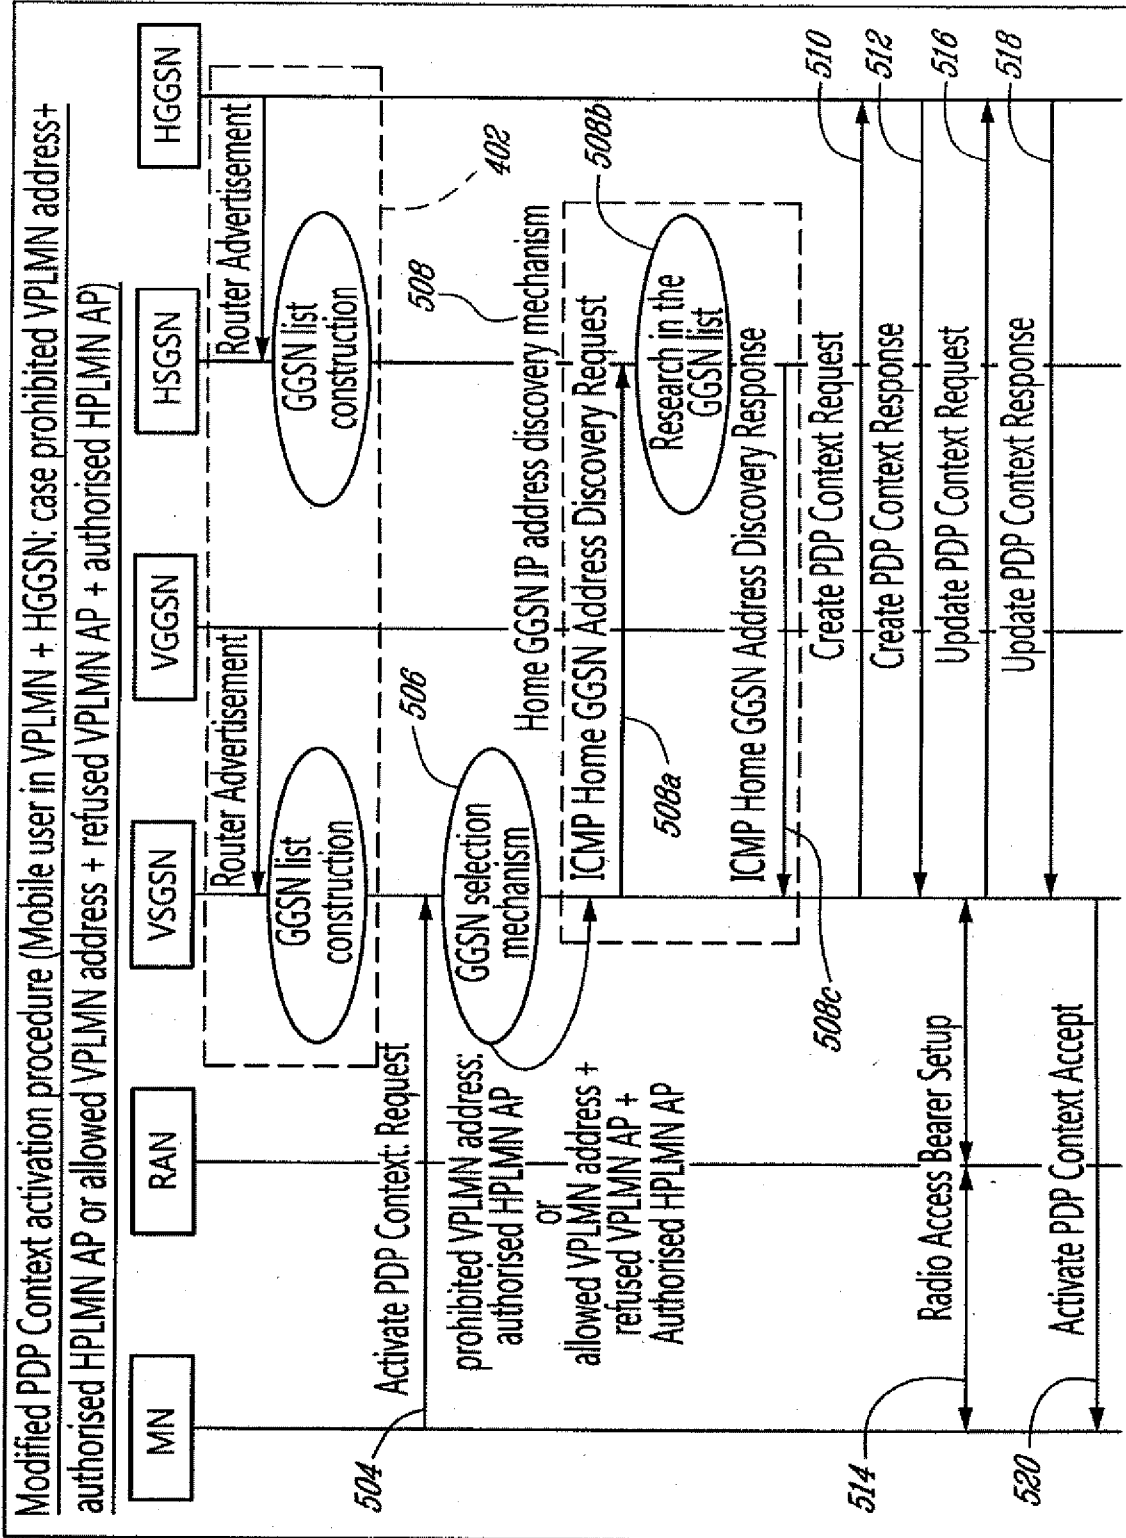 Modified PDP Context activation procedure (Mobile user in VPLMN + HGGSN: case prohibited VPLMN address+
authorised HPLMN AP or allowed VPLMN address + refused VPLMN AP + authorised HPLMN AP)
MN
RAN
VSGSN
VGGSN
HSGSN
HGGSN
Router Advertisement
Router Advertisement
GGSN list
construction
GGSN list
construction
402
504
Activate PDP Context: Request
GGSN selection
mechanism
506
prohibited VPLMN address:
authorised HPLMN AP
or
allowed VPLMN address +
refused VPLMN AP +
Authorised HPLMN AP
508
Home GGSN IP address discovery mechanism
ICMP Home GGSN Address Discovery Request
508a
Research in the
GGSN list
508b
ICMP Home GGSN Address Discovery Response
508c
Create PDP Context Request
510
Create PDP Context Response
512
514
Radio Access Bearer Setup
Update PDP Context Request
516
Update PDP Context Response
518
520
Activate PDP Context Accept